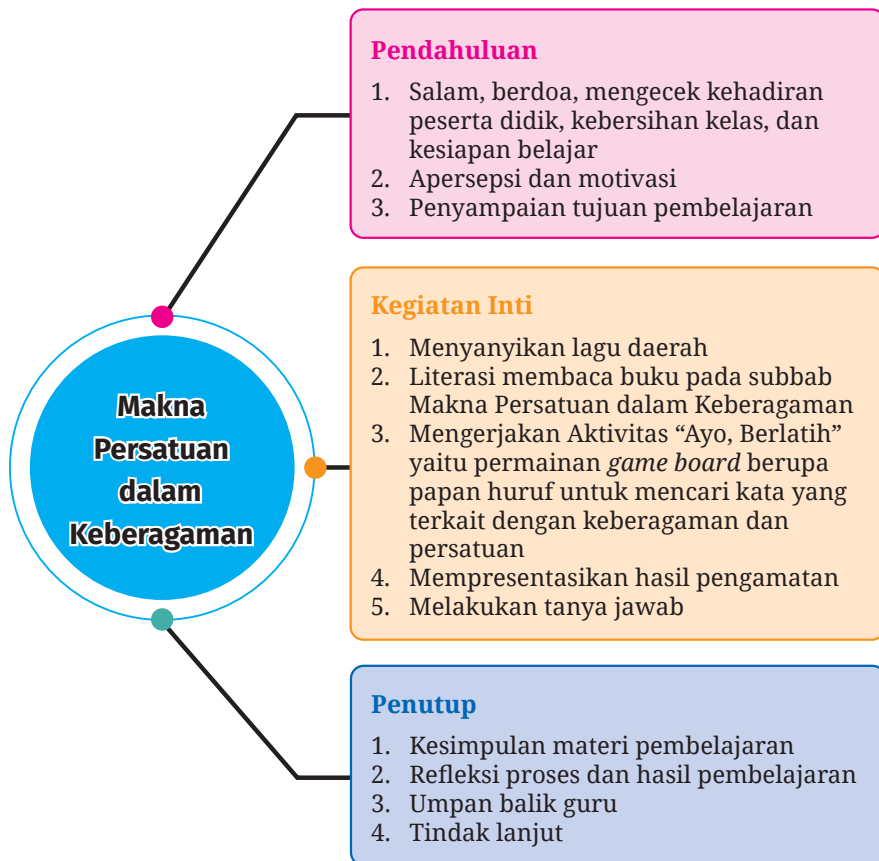 Pendahuluan
1. Salam, berdoa, mengecek kehadiran
peserta didik, kebersihan kelas, dan
kesiapan belajar
2. Apersepsi dan motivasi
3. Penyampaian tujuan pembelajaran
Makna
Persatuan
dalam
Keberagaman
Kegiatan Inti
1. Menyanyikan lagu daerah
2. Literasi membaca buku pada subbab
Makna Persatuan dalam Keberagaman
3. Mengerjakan Aktivitas “Ayo, Berlatih”
yaitu permainan game board berupa
papan huruf untuk mencari kata yang
terkait dengan keberagaman dan
persatuan
4. Mempresentasikan hasil pengamatan
5. Melakukan tanya jawab
Penutup
1. Kesimpulan materi pembelajaran
2. Refleksi proses dan hasil pembelajaran
3. Umpan balik guru
4. Tindak lanjut